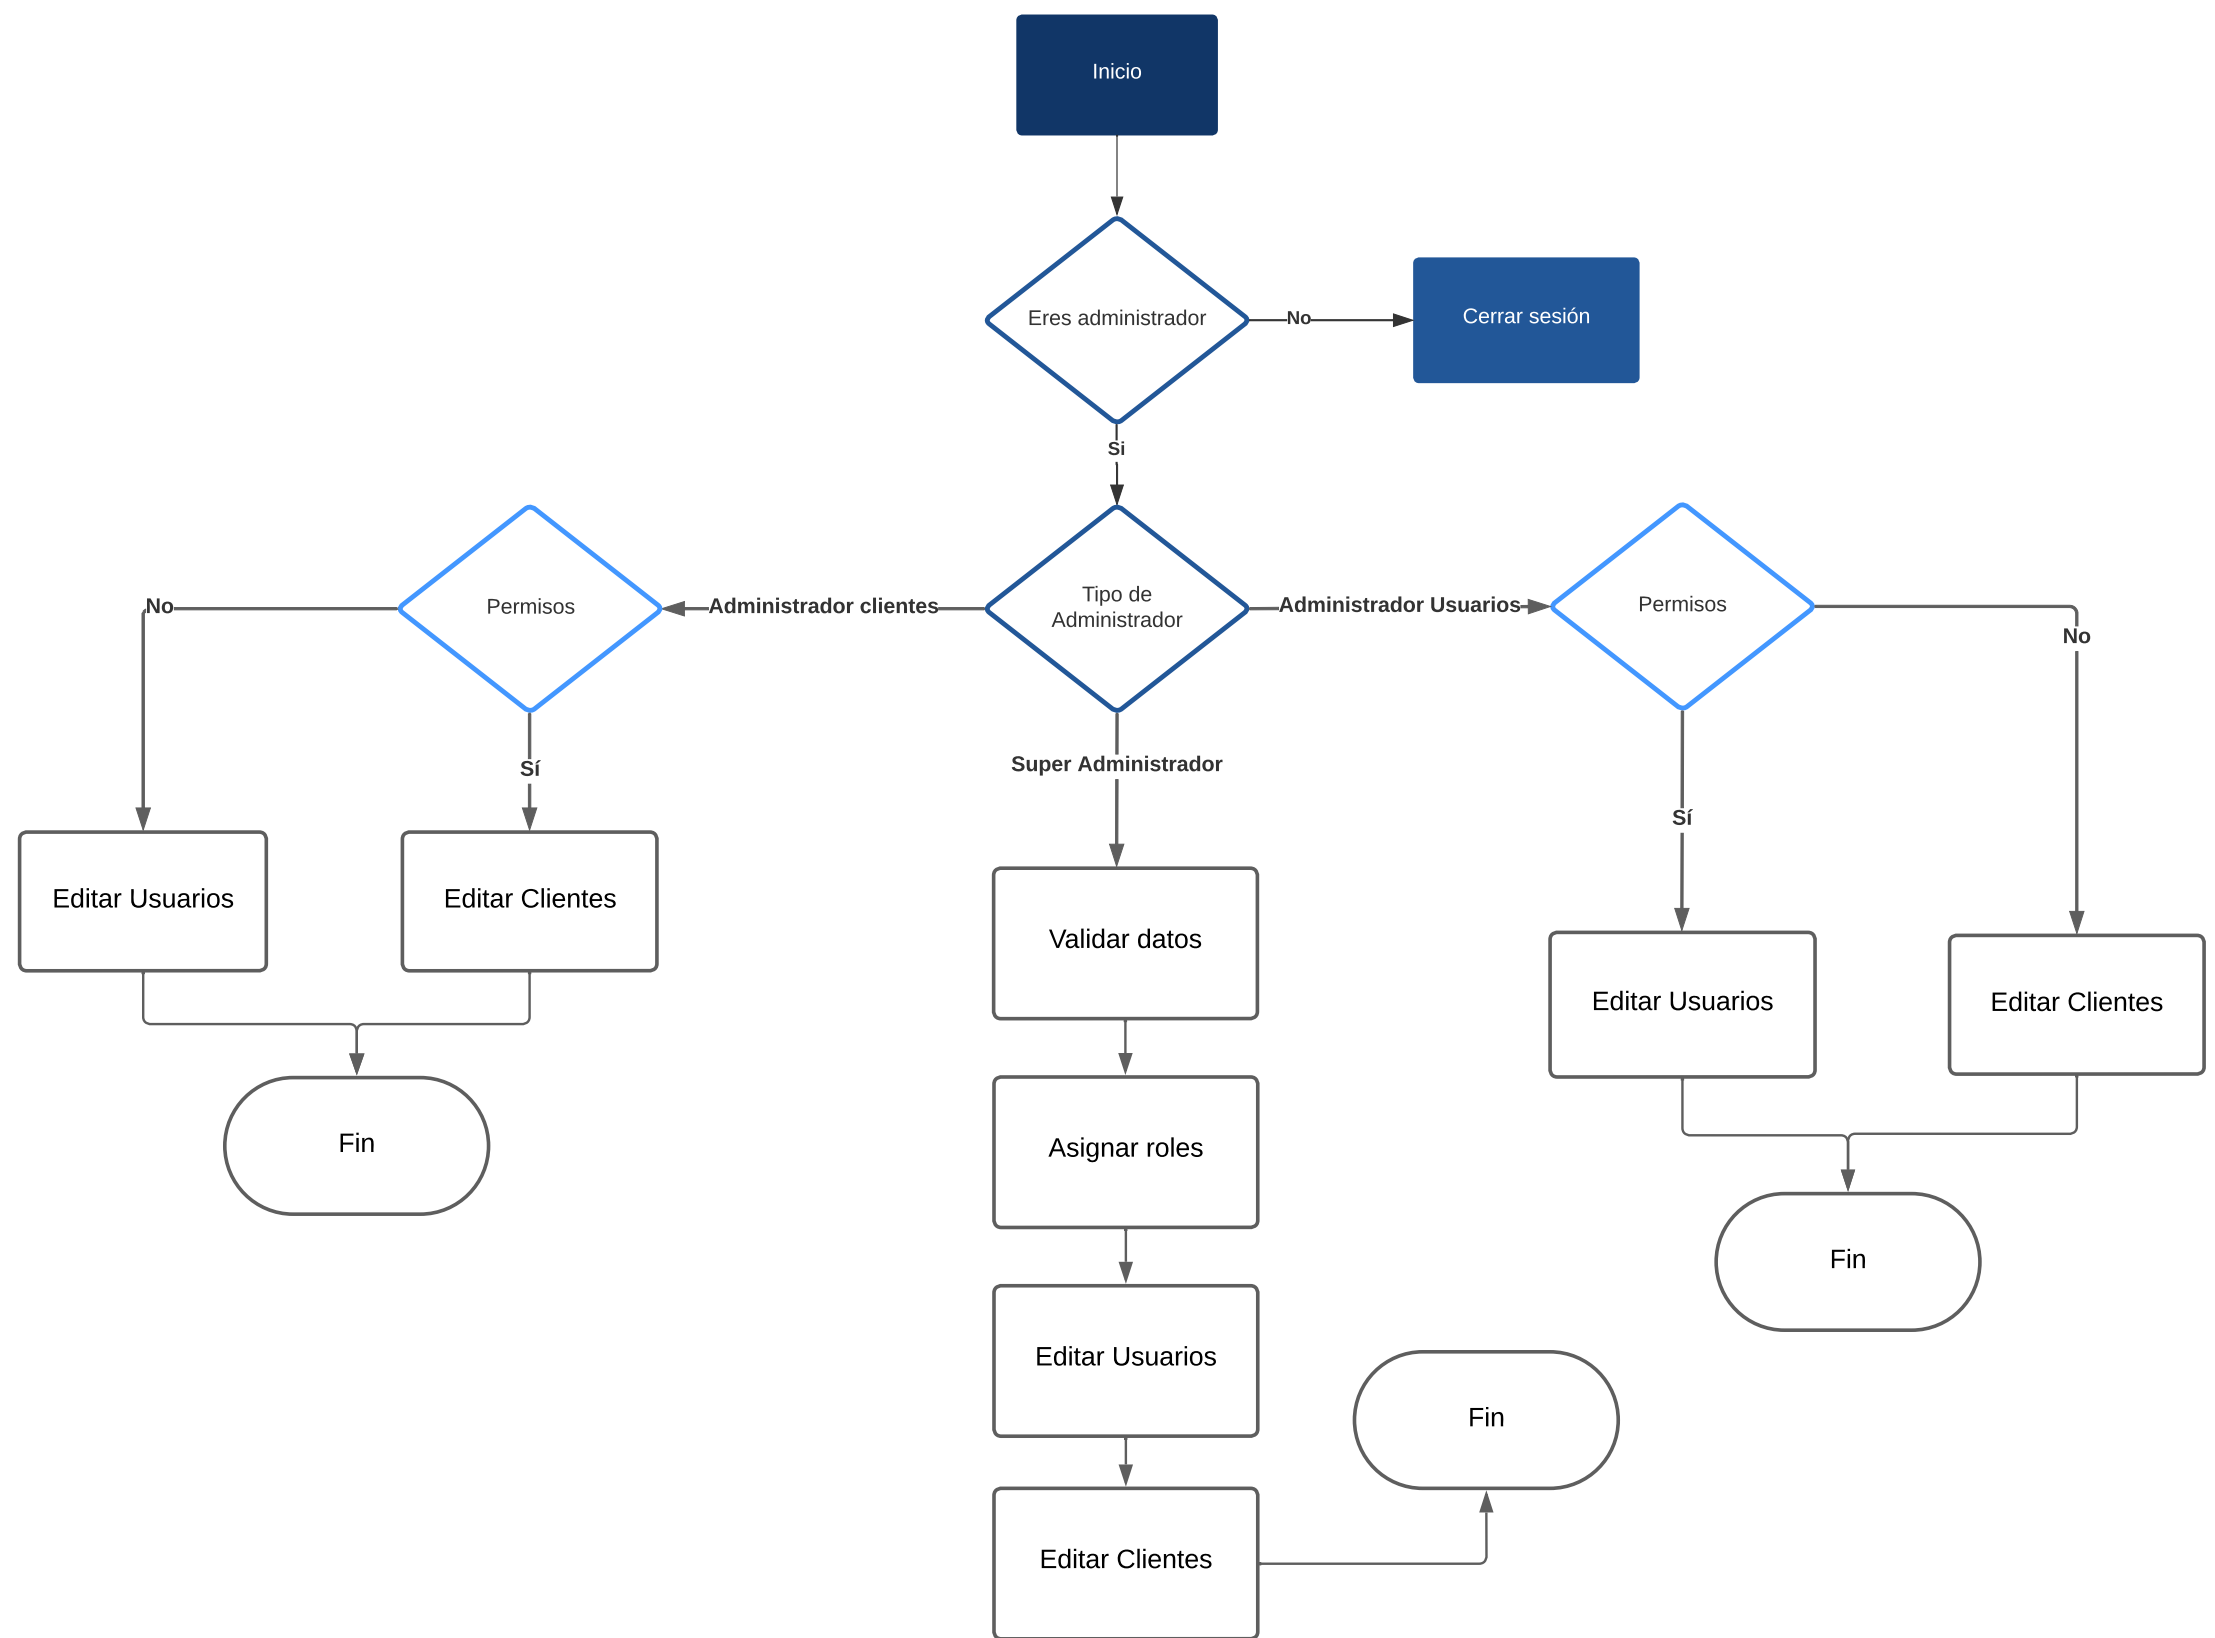 Inicio
Eres administrador
No
Cerrar sesión
Si
Permisos
No
Sí
Administrador clientes
Tipo de
Administrador
Administrador Usuarios
Permisos
No
Sí
Super Administrador
Editar Usuarios
Editar Clientes
Fin
Validar datos
Asignar roles
Editar Usuarios
Editar Clientes
Fin
Editar Usuarios
Editar Clientes
Fin